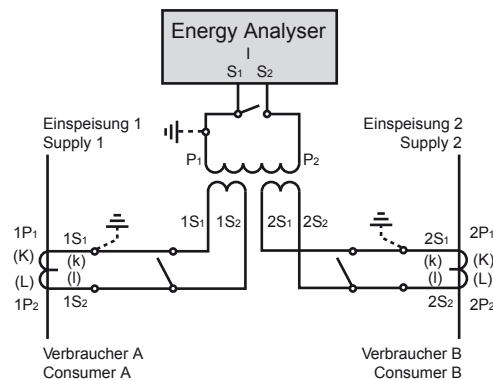 Energy Analyser
I
S1 S2
P1 P2
Einspeisung 1
Supply 1
Einspeisung 2
Supply 2
1S1 1S2 2S1 2S2
1P1 1S1 2S1 2P1
(K) (k) (k) (K)
(L) (l) (l) (L)
1P2 1S2 2S2 2P2
Verbraucher A
Consumer A
Verbraucher B
Consumer B